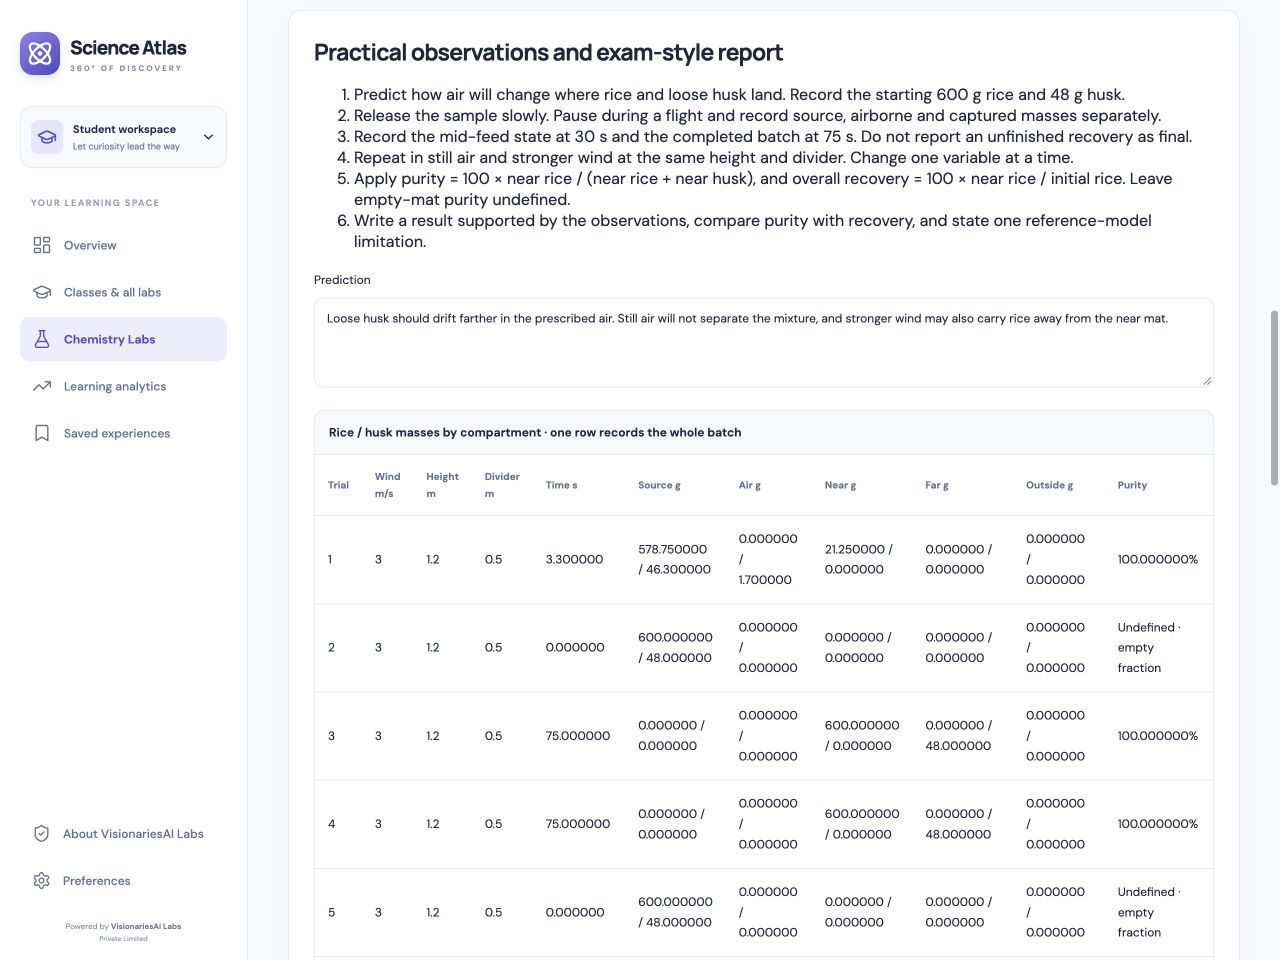 Science Atlas
360° OF DISCOVERY
Student workspace
Let curiosity lead the way
YOUR LEARNING SPACE
Overview
Classes & all labs
Chemistry Labs
Learning analytics
Saved experiences
About VisionariesAI Labs
Preferences
Powered by VisionariesAI Labs
Private Limited
Practical observations and exam-style report
1. Predict how air will change where rice and loose husk land. Record the starting 600 g rice and 48 g husk.
2. Release the sample slowly. Pause during a flight and record source, airborne and captured masses separately.
3. Record the mid-feed state at 30 s and the completed batch at 75 s. Do not report an unfinished recovery as final.
4. Repeat in still air and stronger wind at the same height and divider. Change one variable at a time.
5. Apply purity = 100 × near rice / (near rice + near husk), and overall recovery = 100 × near rice / initial rice. Leave
empty-mat purity undefined.
6. Write a result supported by the observations, compare purity with recovery, and state one reference-model
limitation.
Prediction
Loose husk should drift farther in the prescribed air. Still air will not separate the mixture, and stronger wind may also carry rice away from the near mat.
Rice / husk masses by compartment · one row records the whole batch
Trial Wind m/s Height m Divider m Time s Source g Air g Near g Far g Outside g Purity
1 3 1.2 0.5 3.300000 578.750000 / 46.300000 0.000000 / 1.700000 21.250000 / 0.000000 0.000000 / 0.000000 0.000000 / 0.000000 100.000000%
2 3 1.2 0.5 0.000000 600.000000 / 48.000000 0.000000 / 0.000000 0.000000 / 0.000000 0.000000 / 0.000000 0.000000 / 0.000000 Undefined · empty fraction
3 3 1.2 0.5 75.000000 0.000000 / 0.000000 0.000000 / 0.000000 600.000000 / 0.000000 0.000000 / 48.000000 0.000000 / 0.000000 100.000000%
4 3 1.2 0.5 75.000000 0.000000 / 0.000000 0.000000 / 0.000000 600.000000 / 0.000000 0.000000 / 48.000000 0.000000 / 0.000000 100.000000%
5 3 1.2 0.5 0.000000 600.000000 / 48.000000 0.000000 / 0.000000 0.000000 / 0.000000 0.000000 / 0.000000 0.000000 / 0.000000 Undefined · empty fraction